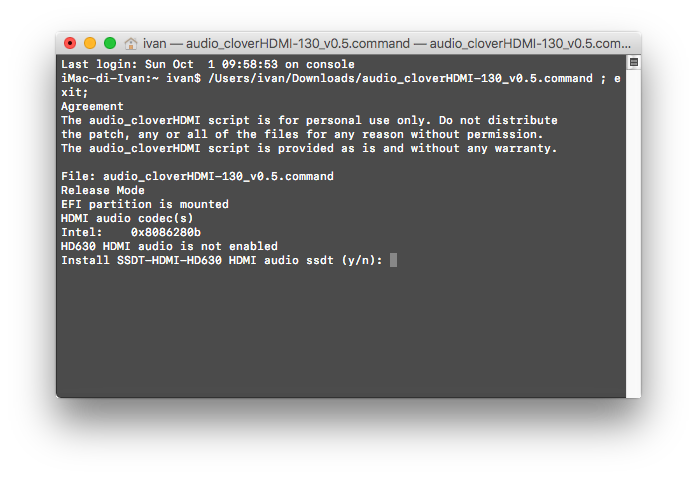 ivan — audio_cloverHDMI-130_v0.5.command — audio_cloverHDMI-130_v0.5.com...
Last login: Sun Oct  1 09:58:53 on console
iMac-di-Ivan:~ ivan$ /Users/ivan/Downloads/audio_cloverHDMI-130_v0.5.command ; e
xit;
Agreement
The audio_cloverHDMI script is for personal use only. Do not distribute
the patch, any or all of the files for any reason without permission.
The audio_cloverHDMI script is provided as is and without any warranty.
File: audio_cloverHDMI-130_v0.5.command
Release Mode
EFI partition is mounted
HDMI audio codec(s)
Intel:    0x8086280b
HD630 HDMI audio is not enabled
Install SSDT-HDMI-HD630 HDMI audio ssdt (y/n):